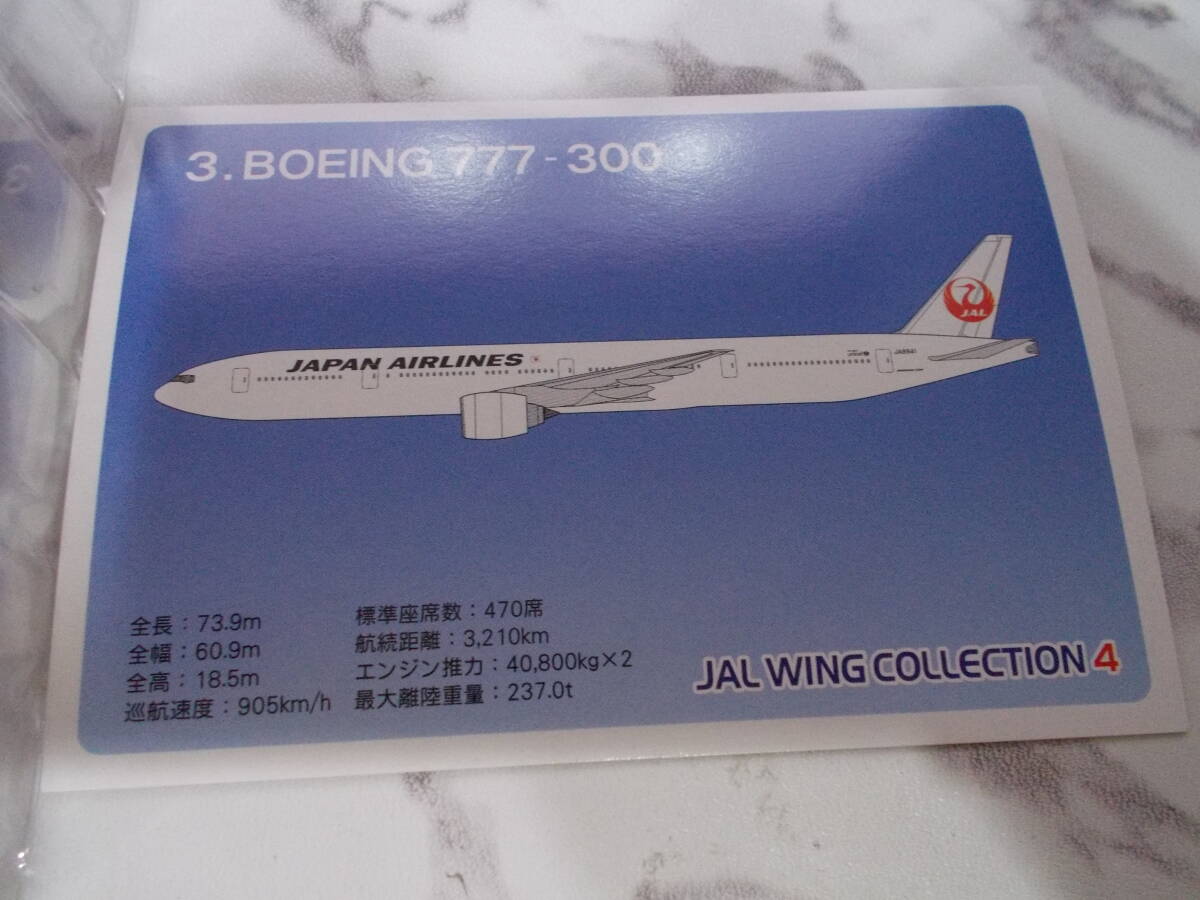 3. BOEING 777-300
JAL
JAPAN AIRLINES
JA8941
全長：73.9m
全幅：60.9m
全高：18.5m
巡航速度：905km/h
標準座席数：470席
航続距離：3,210km
エンジン推力：40,800kg×2
最大離陸重量：237.0t
JAL WING COLLECTION 4